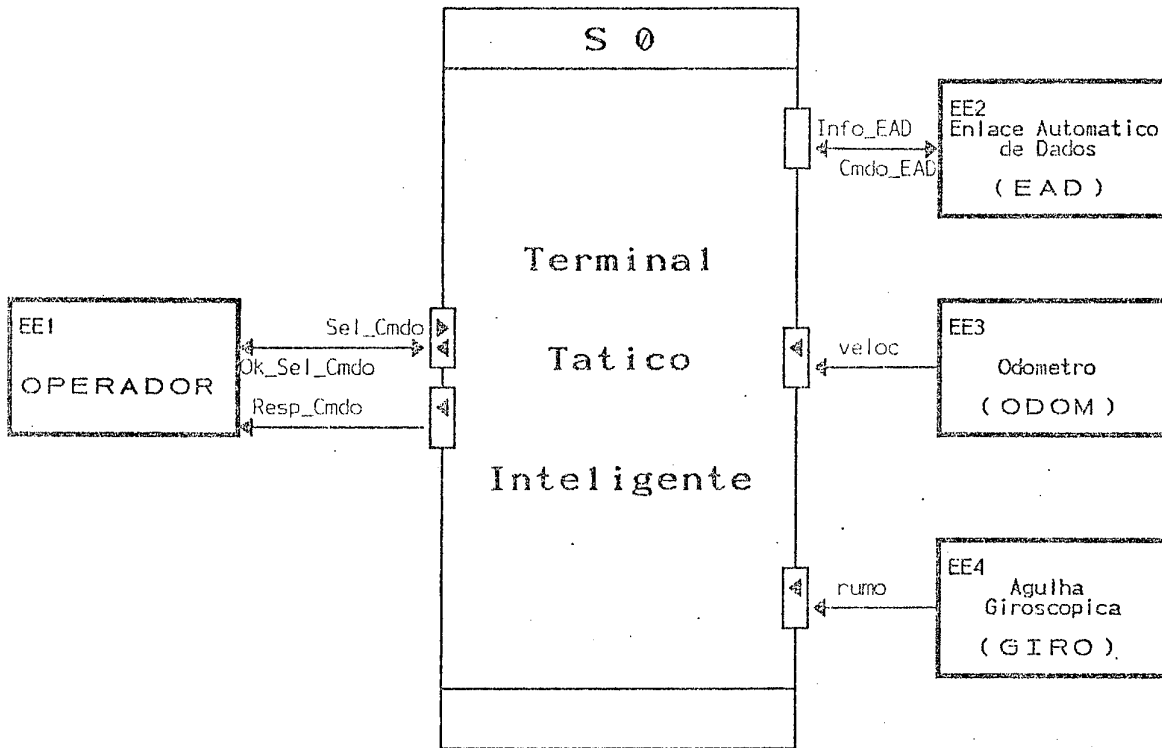 S 0
EE2
Enlace Automatico
de Dados
(EAD)
Info_EAD
Cmdo_EAD
Terminal
Tatico
Inteligente
EE1
OPERADOR
Sel_Cmdo
Ok_Sel_Cmdo
Resp_Cmdo
EE3
Odometro
(ODOM)
veloc
EE4
Agulha
Giroscopica
(GIRO)
rumo